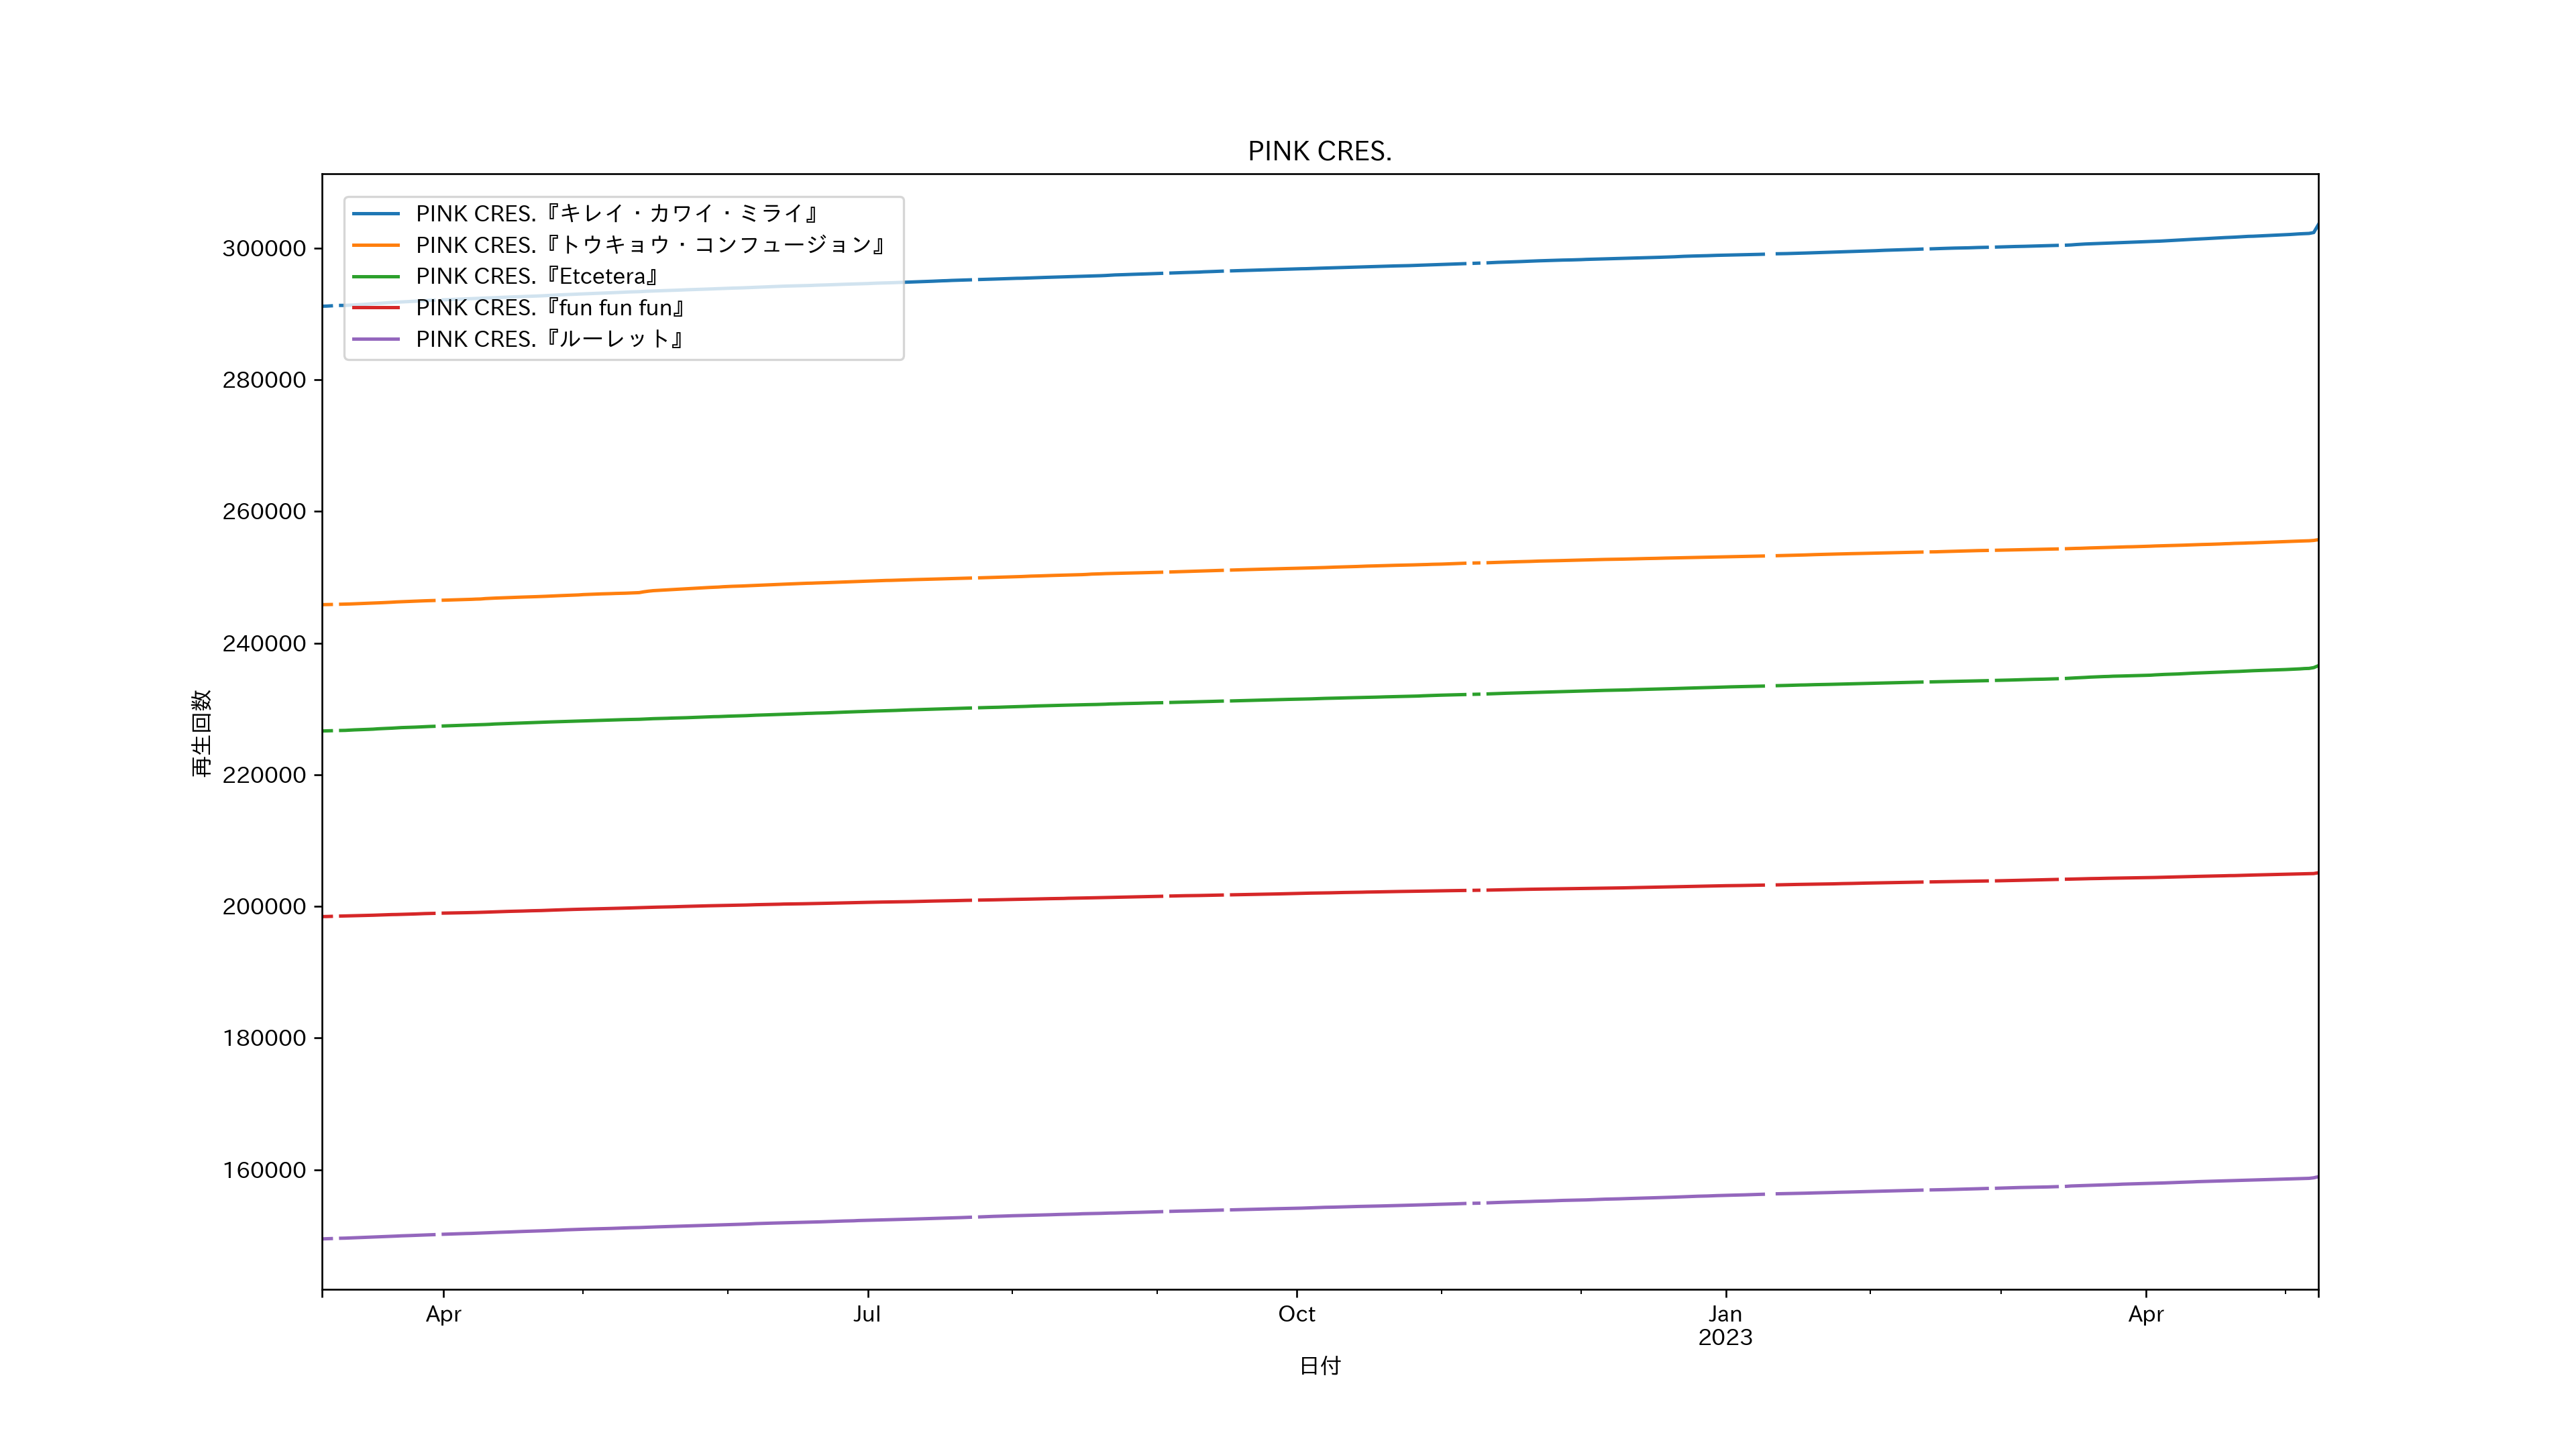 PINK CRES.
PINK CRES.『キレイ・カワイ・ミライ』
PINK CRES.『トウキョウ・コンフュージョン』
PINK CRES.『Etcetera』
PINK CRES.『fun fun fun』
PINK CRES.『ルーレット』
300000
280000
260000
240000
220000
200000
180000
160000
再生回数
Apr
Jul
Oct
Jan
2023
Apr
日付